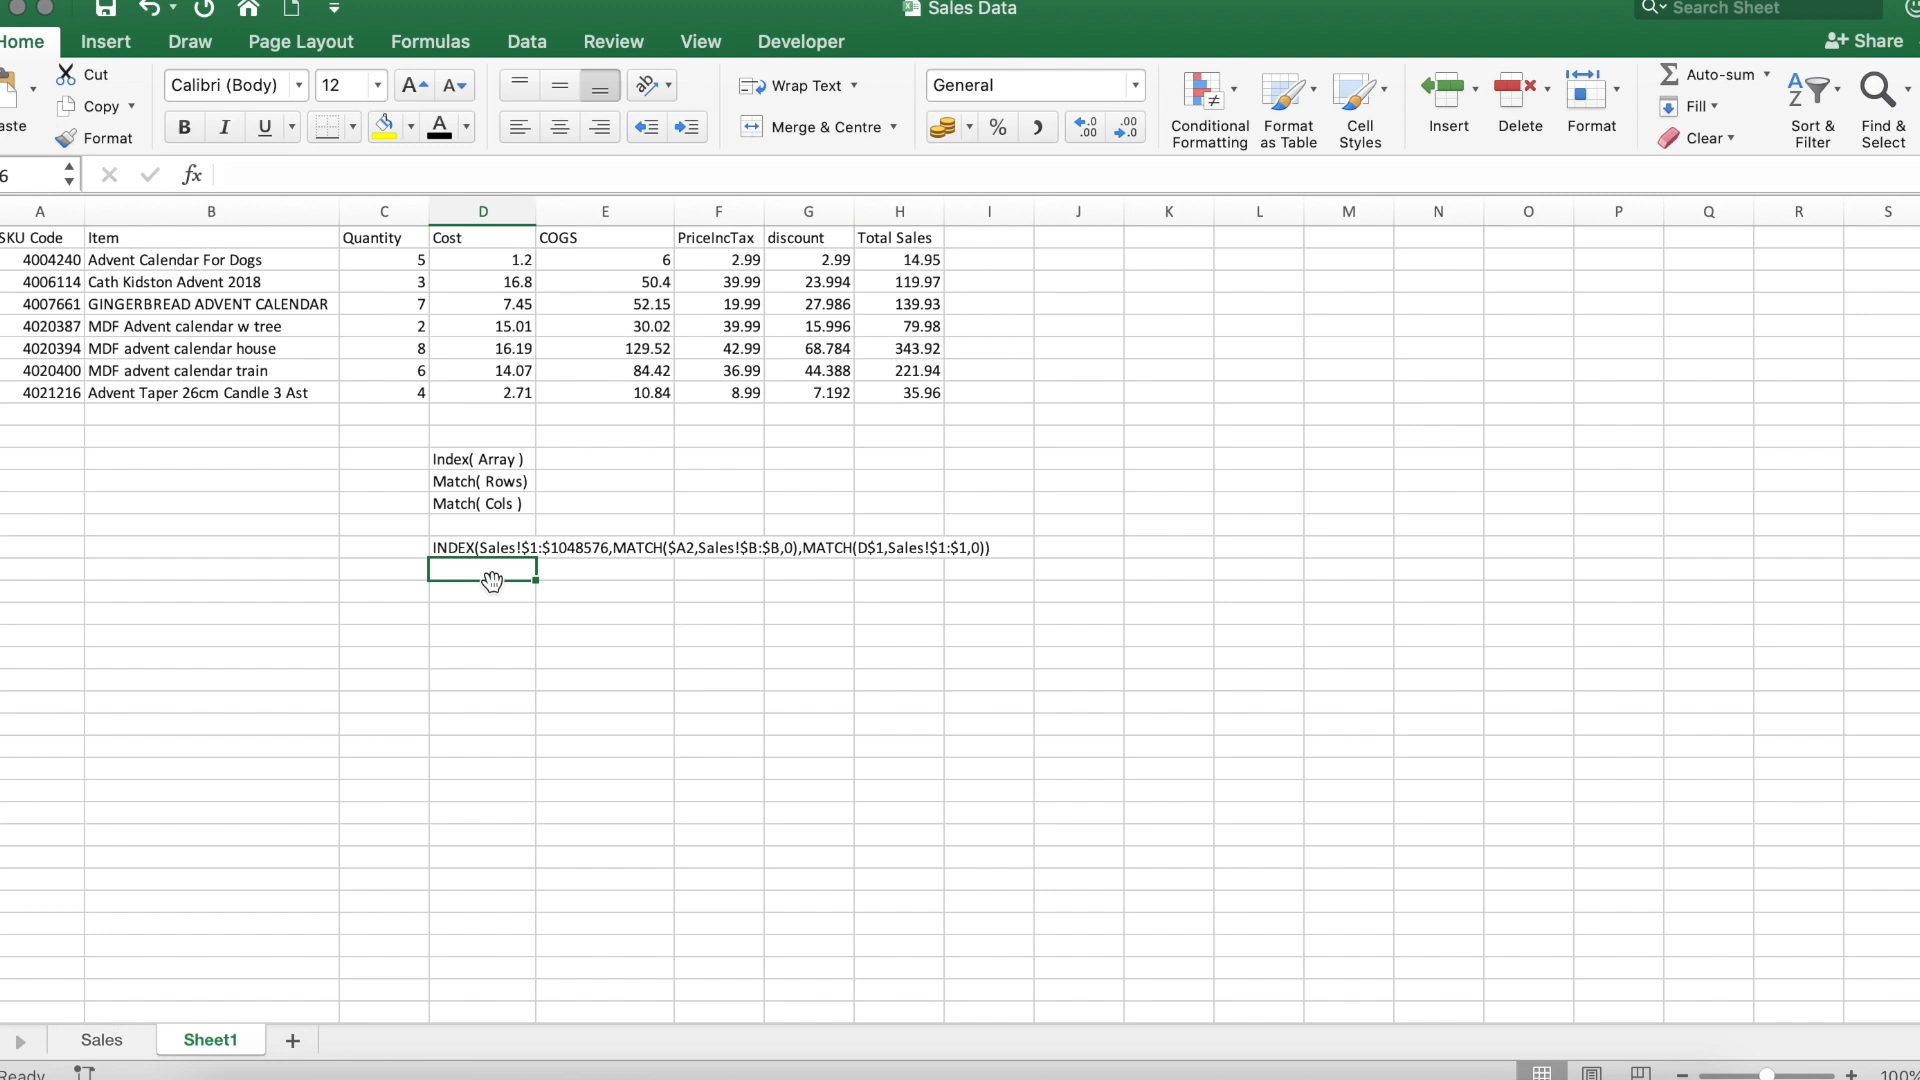 Sales Data
Search Sheet
Home Insert Draw Page Layout Formulas Data Review View Developer
Share
Cut
Copy
Format
Calibri (Body) 12
B I U
Wrap Text
Merge & Centre
General
%
Conditional Formatting
Format as Table
Cell Styles
Insert
Delete
Format
Auto-sum
Fill
Clear
Sort & Filter
Find & Select
6 fx
A B C D E F G H I J K L M N O P Q R S
SKU Code Item Quantity Cost COGS PriceIncTax discount Total Sales
4004240 Advent Calendar For Dogs 5 1.2 6 2.99 2.99 14.95
4006114 Cath Kidston Advent 2018 3 16.8 50.4 39.99 23.994 119.97
4007661 GINGERBREAD ADVENT CALENDAR 7 7.45 52.15 19.99 27.986 139.93
4020387 MDF Advent calendar w tree 2 15.01 30.02 39.99 15.996 79.98
4020394 MDF advent calendar house 8 16.19 129.52 42.99 68.784 343.92
4020400 MDF advent calendar train 6 14.07 84.42 36.99 44.388 221.94
4021216 Advent Taper 26cm Candle 3 Ast 4 2.71 10.84 8.99 7.192 35.96
Index( Array )
Match( Rows)
Match( Cols )
INDEX(Sales!$1:$1048576,MATCH($A2,Sales!$B:$B,0),MATCH(D$1,Sales!$1:$1,0))
Sales Sheet1 +
Ready
100%